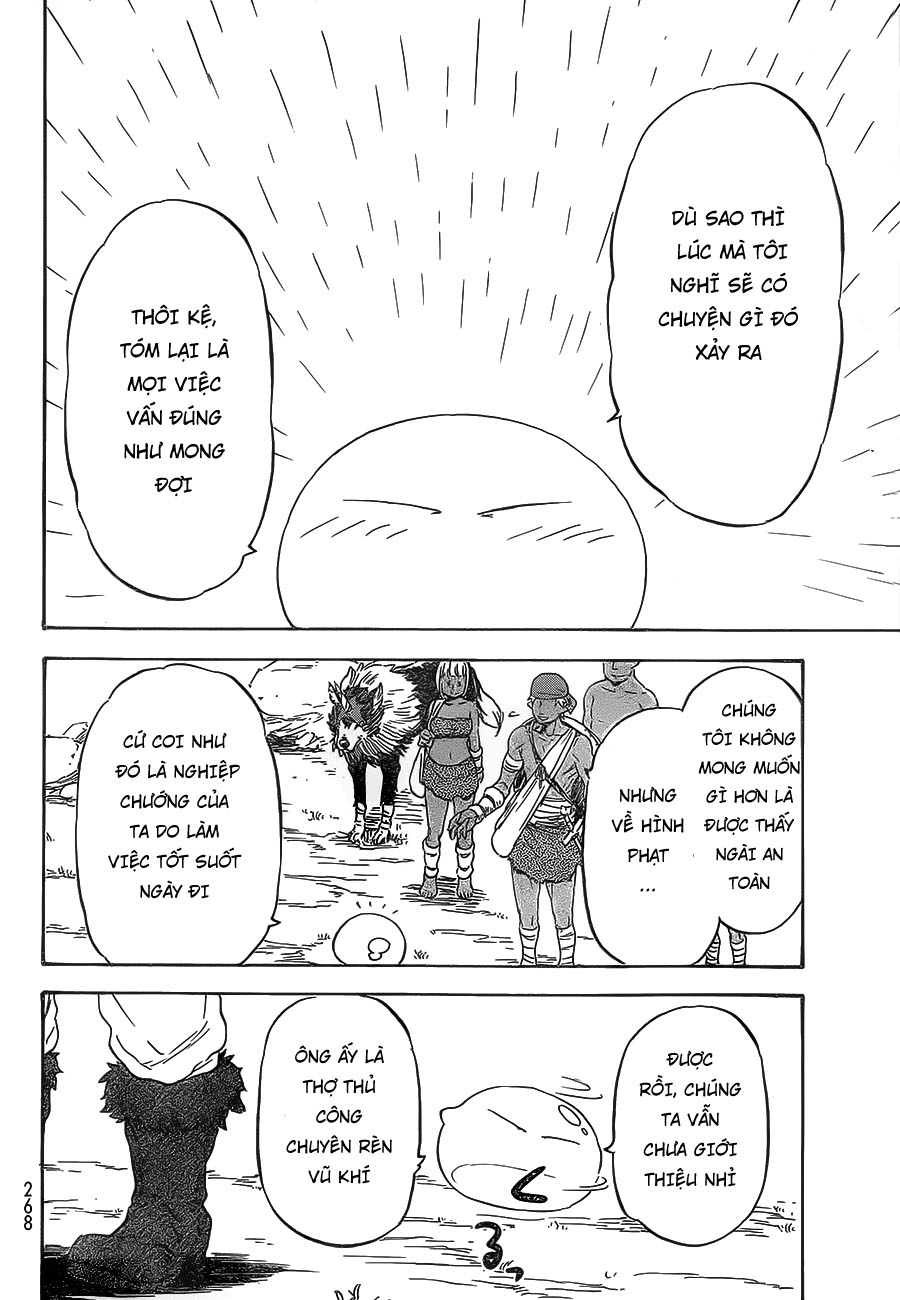 DÙ SAO THÌ
LÚC MÀ TÔI
NGHĨ SẼ CÓ
CHUYỆN GÌ ĐÓ
XẢY RA
THÔI KỆ,
TÓM LẠI LÀ
MỌI VIỆC
VẤN ĐÚNG
NHƯ MONG
ĐỢI
CHÚNG
TÔI KHÔNG
MONG MUỐN
GÌ HƠN LÀ
ĐƯỢC THẤY
NGÀI AN
TOÀN
NHƯNG
VỀ HÌNH
PHẠT
...
CỨ COI NHƯ
ĐÓ LÀ NGHIỆP
CHƯỚNG CỦA
TA DO LÀM
VIỆC TỐT SUỐT
NGÀY ĐI
ĐƯỢC
RỒI, CHÚNG
TA VẪN
CHƯA GIỚI
THIỆU NHỈ
くるっ
ÔNG ẤY LÀ
THỢ THỦ
CÔNG
CHUYÊN RÈN
VŨ KHÍ
268